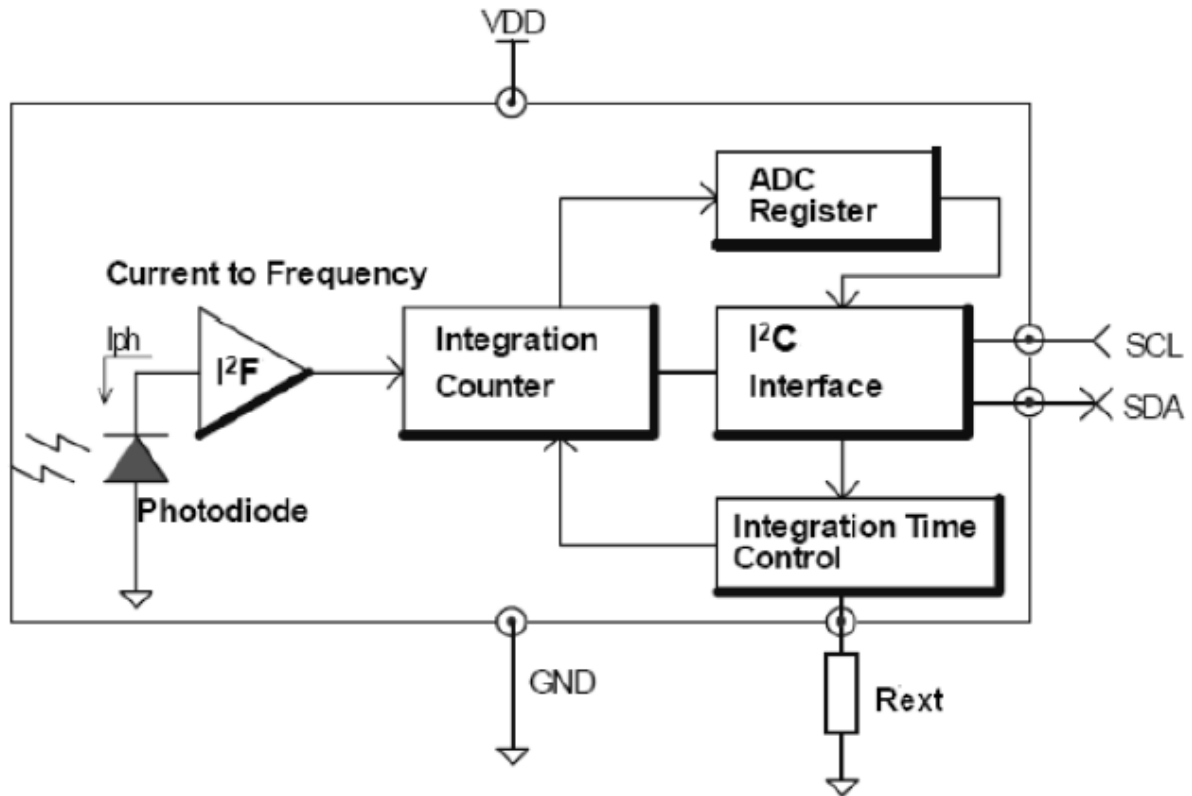 VDD
ADC
Register
Current to Frequency
Iph
I²F
Integration
Counter
I²C
Interface
SCL
SDA
Photodiode
Integration Time
Control
GND
Rext